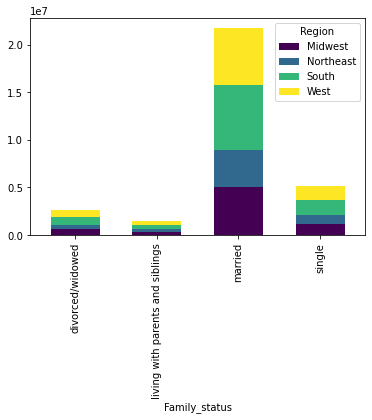 1e7
2.0
1.5
1.0
0.5
0.0
Region
Midwest
Northeast
South
West
divorced/widowed
living with parents and siblings
married
single
Family_status